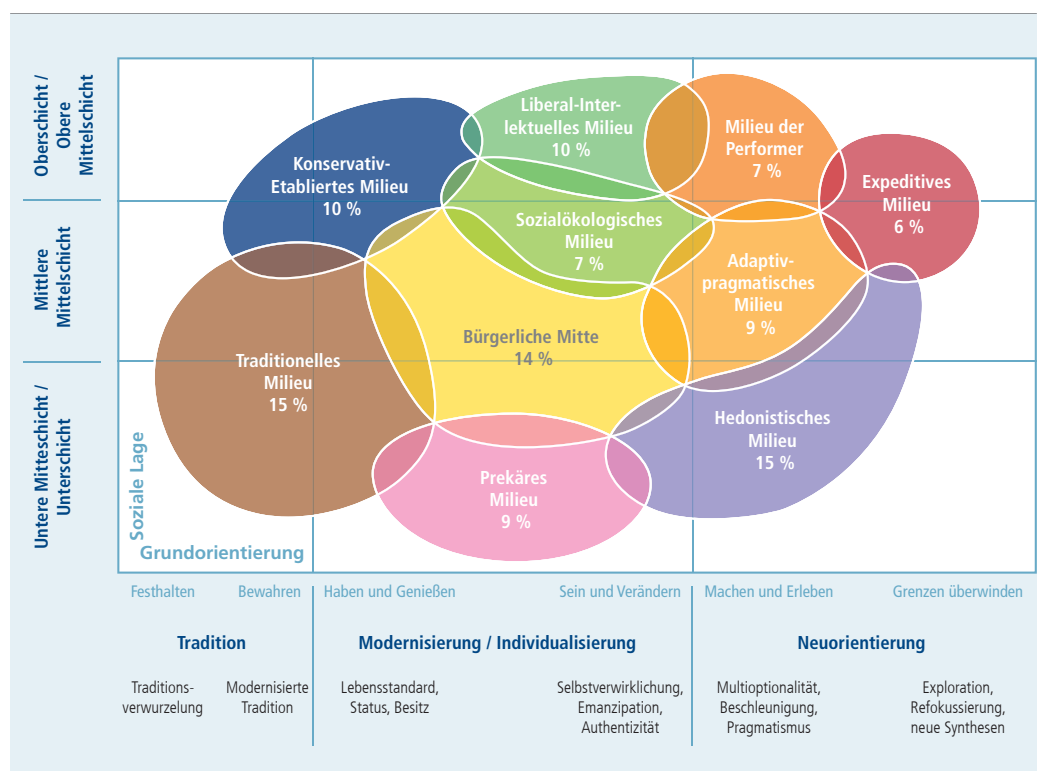 Oberschicht /
Obere
Mittelschicht
Mittlere
Mittelschicht
Untere Mitteschicht /
Unterschicht
Soziale Lage
Grundorientierung
Konservativ-
Etabliertes Milieu
10 %
Liberal-Inter-
lektuelles Milieu
10 %
Milieu der
Performer
7 %
Expeditives
Milieu
6 %
Sozialökologisches
Milieu
7 %
Adaptiv-
pragmatisches
Milieu
9 %
Bürgerliche Mitte
14 %
Traditionelles
Milieu
15 %
Hedonistisches
Milieu
15 %
Prekäres
Milieu
9 %
Festhalten
Bewahren
Haben und Genießen
Sein und Verändern
Machen und Erleben
Grenzen überwinden
Tradition
Modernisierung / Individualisierung
Neuorientierung
Traditions-
verwurzelung
Modernisierte
Tradition
Lebensstandard,
Status, Besitz
Selbstverwirklichung,
Emanzipation,
Authentizität
Multioptionalität,
Beschleunigung,
Pragmatismus
Exploration,
Refokussierung,
neue Synthesen